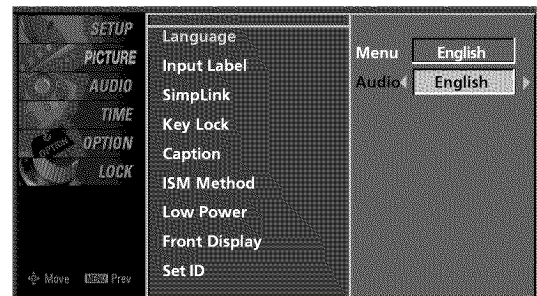 SETUP
PICTURE
AUDIO
TIME
OPTION
LOCK
Move MENU Prev
Language
Input Label
SimpLink
Key Lock
Caption
ISM Method
Low Power
Front Display
Set ID
Menu English
Audio English